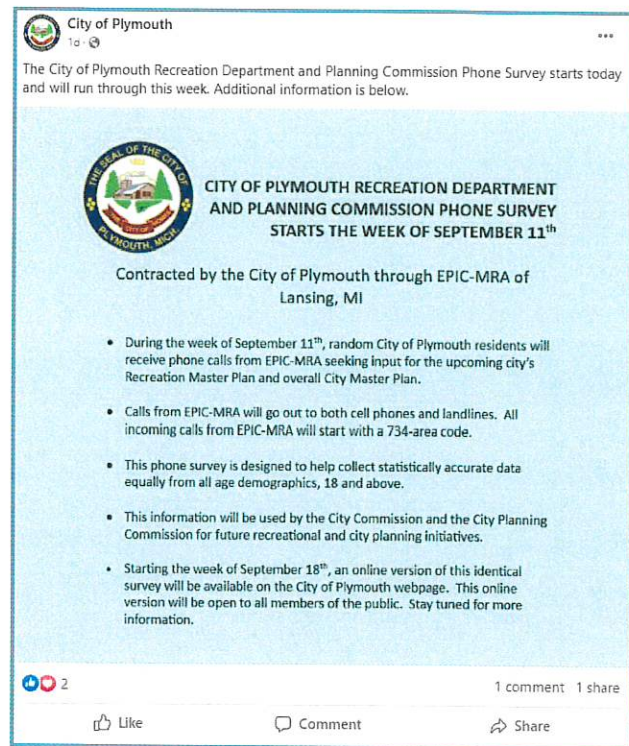 City of Plymouth
1d
The City of Plymouth Recreation Department and Planning Commission Phone Survey starts today
and will run through this week. Additional information is below.
THE SEAL OF THE CITY OF
PLYMOUTH, MICH.
CITY OF PLYMOUTH RECREATION DEPARTMENT
AND PLANNING COMMISSION PHONE SURVEY
STARTS THE WEEK OF SEPTEMBER 11th
Contracted by the City of Plymouth through EPIC-MRA of
Lansing, MI
• During the week of September 11th, random City of Plymouth residents will
receive phone calls from EPIC-MRA seeking input for the upcoming city's
Recreation Master Plan and overall City Master Plan.
• Calls from EPIC-MRA will go out to both cell phones and landlines. All
incoming calls from EPIC-MRA will start with a 734-area code.
• This phone survey is designed to help collect statistically accurate data
equally from all age demographics, 18 and above.
• This information will be used by the City Commission and the City Planning
Commission for future recreational and city planning initiatives.
• Starting the week of September 18th, an online version of this identical
survey will be available on the City of Plymouth webpage. This online
version will be open to all members of the public. Stay tuned for more
information.
2
1 comment 1 share
Like Comment Share